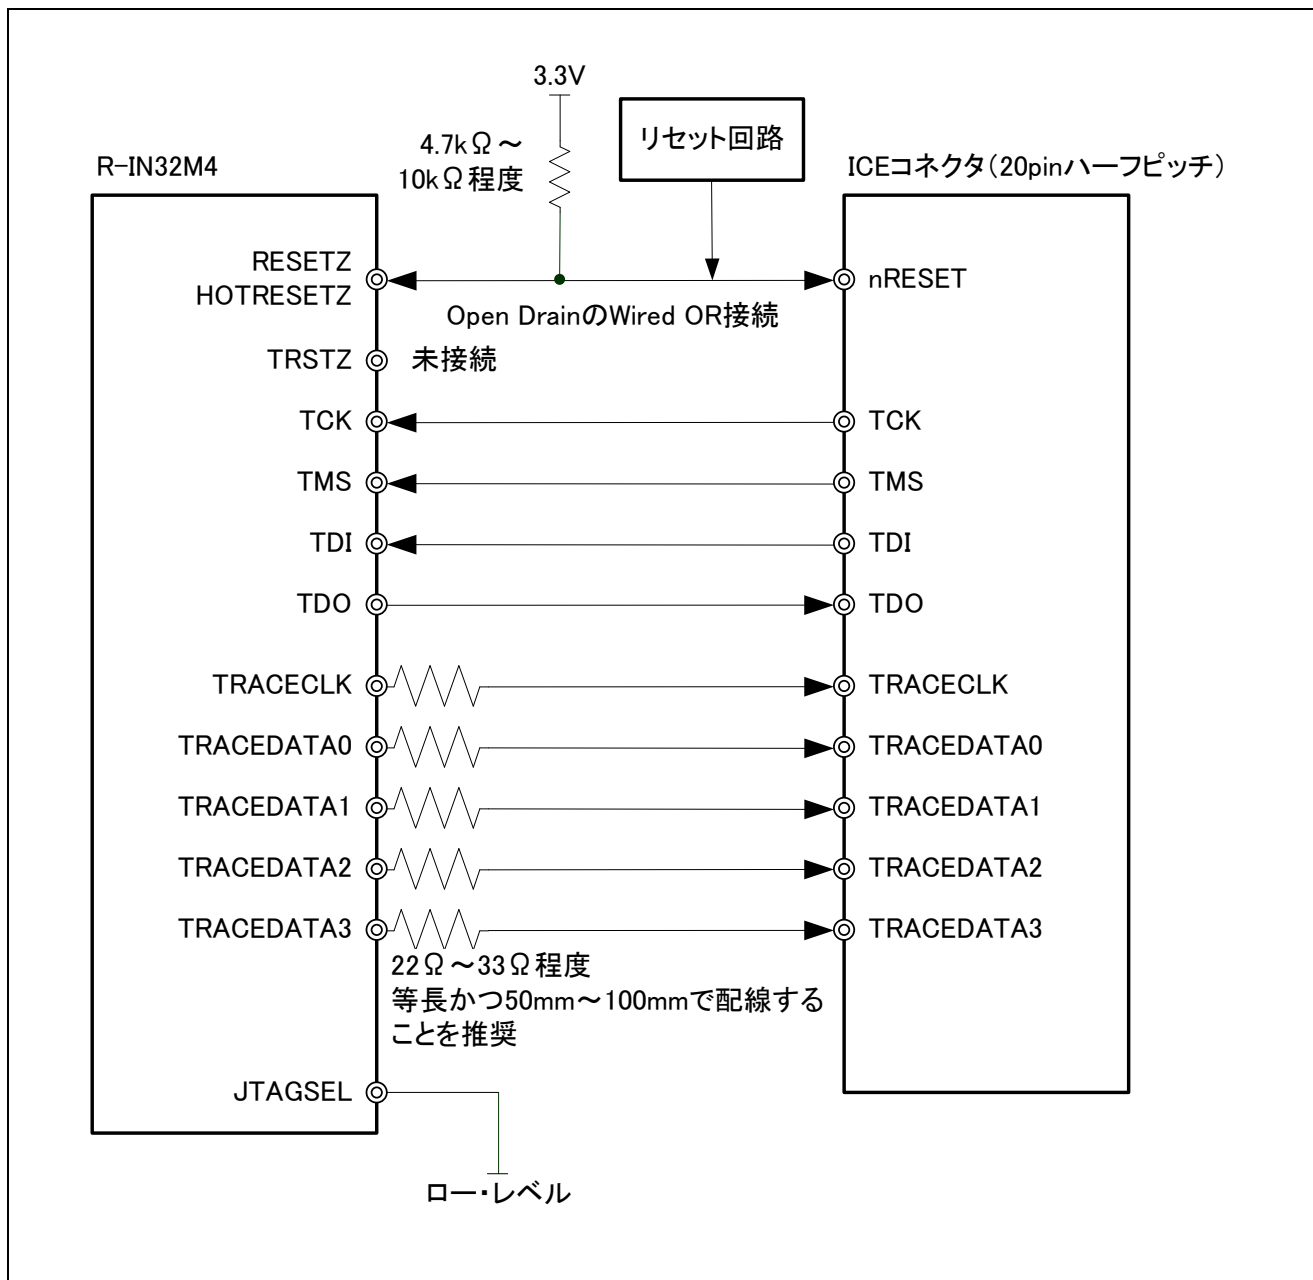 3.3V
リセット回路
4.7kΩ～
10kΩ程度
R-IN32M4
ICEコネクタ（20pinハーフピッチ）
RESETZ
HOTRESETZ
nRESET
Open DrainのWired OR接続
TRSTZ
未接続
TCK
TCK
TMS
TMS
TDI
TDI
TDO
TDO
TRACECLK
TRACECLK
TRACEDATA0
TRACEDATA0
TRACEDATA1
TRACEDATA1
TRACEDATA2
TRACEDATA2
TRACEDATA3
TRACEDATA3
22Ω～33Ω程度
等長かつ50mm～100mmで配線する
ことを推奨
JTAGSEL
ロー・レベル